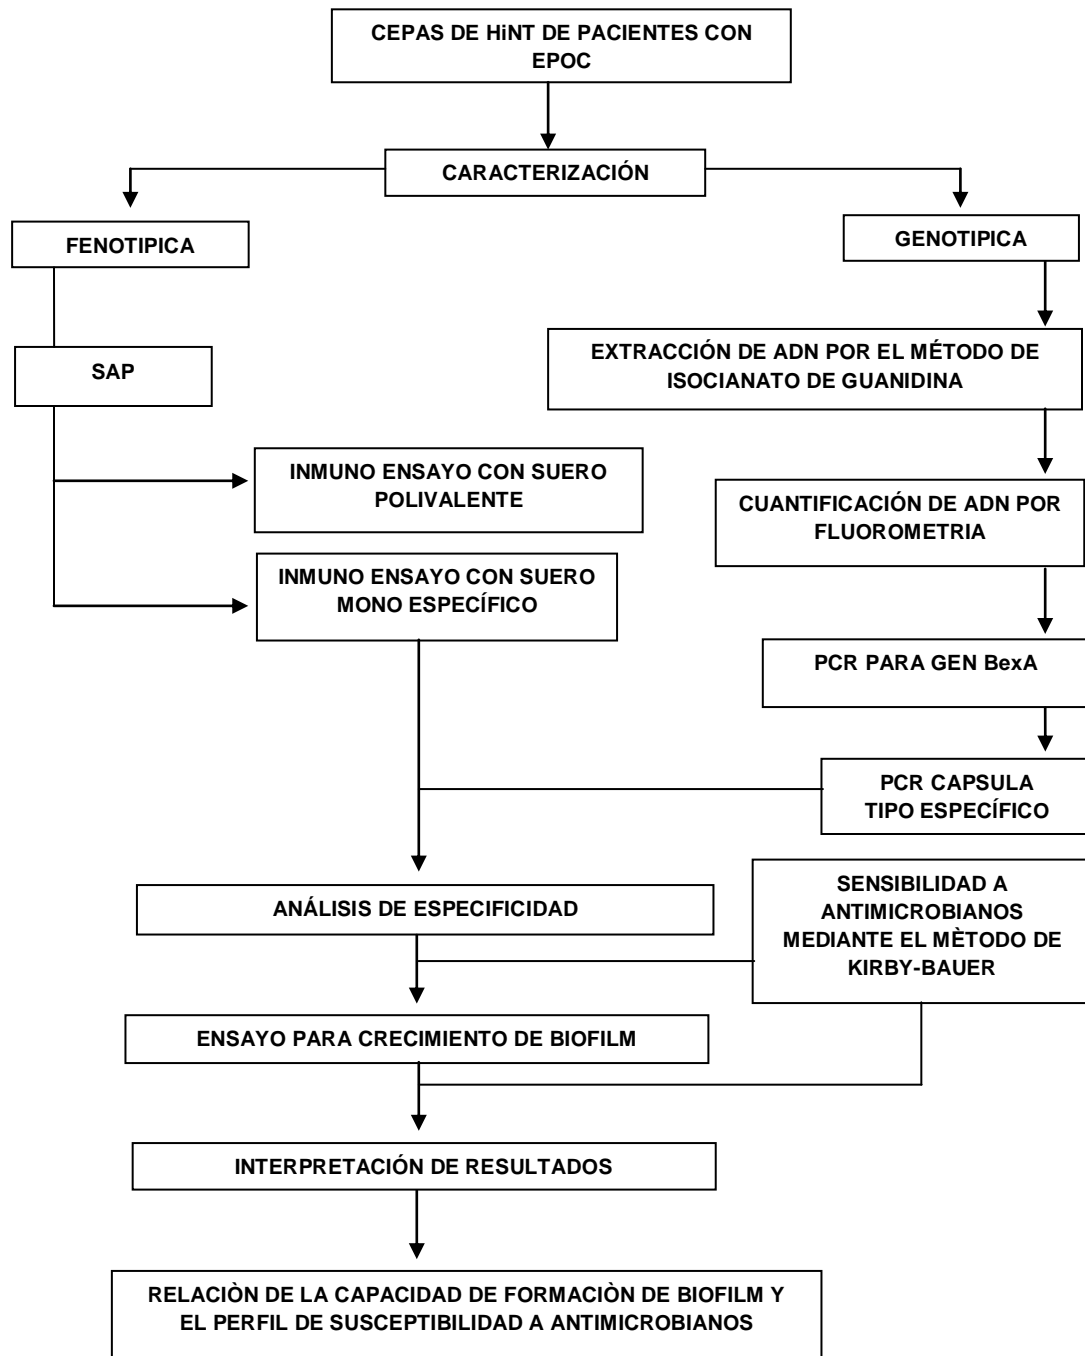 CEPAS DE HiNT DE PACIENTES CON
EPOC
CARACTERIZACIÓN
FENOTIPICA
GENOTIPICA
SAP
EXTRACCIÓN DE ADN POR EL MÉTODO DE
ISOCIANATO DE GUANIDINA
INMUNO ENSAYO CON SUERO
POLIVALENTE
CUANTIFICACIÓN DE ADN POR
FLUOROMETRIA
INMUNO ENSAYO CON SUERO
MONO ESPECÍFICO
PCR PARA GEN BexA
PCR CAPSULA
TIPO ESPECÍFICO
ANÁLISIS DE ESPECIFICIDAD
SENSIBILIDAD A
ANTIMICROBIANOS
MEDIANTE EL MÈTODO DE
KIRBY-BAUER
ENSAYO PARA CRECIMIENTO DE BIOFILM
INTERPRETACIÓN DE RESULTADOS
RELACIÒN DE LA CAPACIDAD DE FORMACIÒN DE BIOFILM Y
EL PERFIL DE SUSCEPTIBILIDAD A ANTIMICROBIANOS